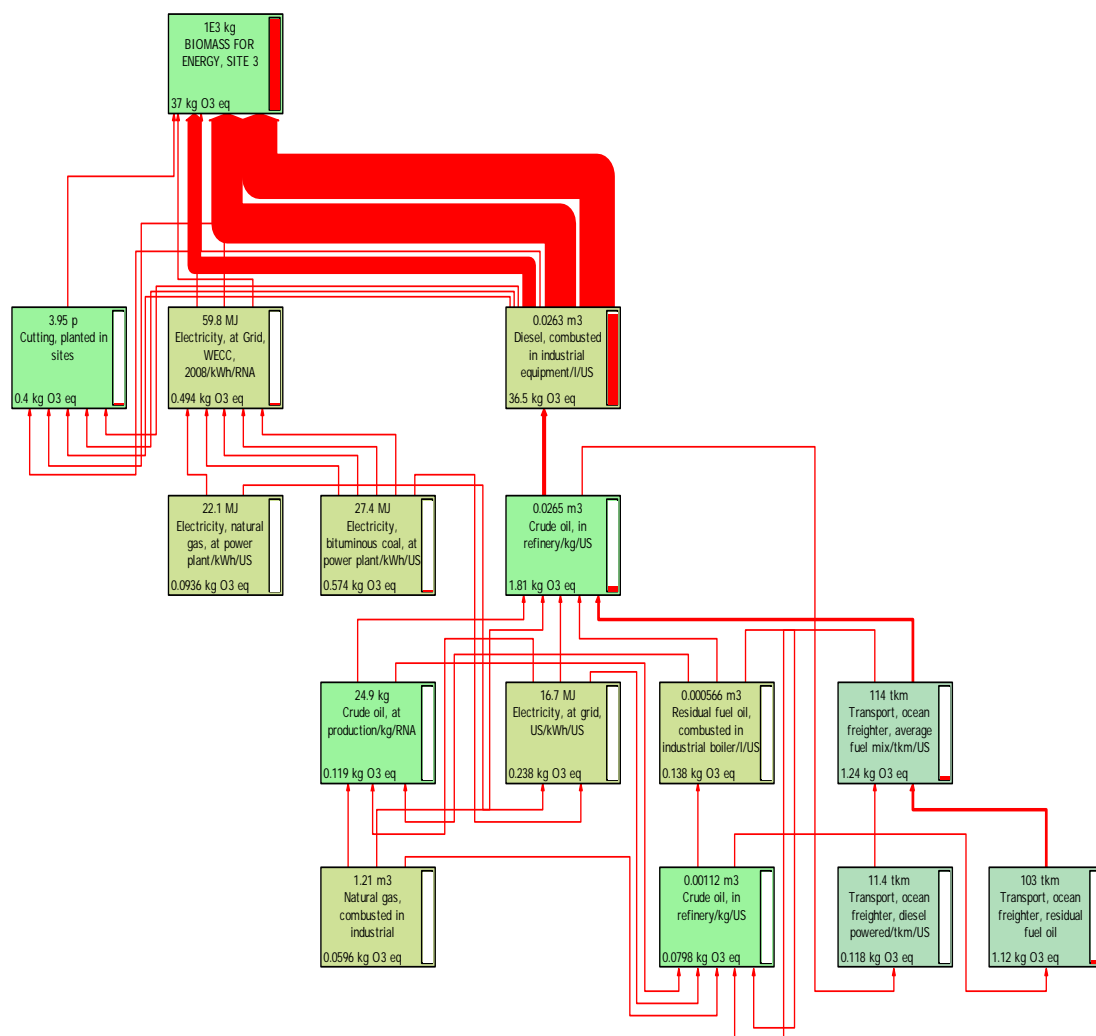 1E3 kg
BIOMASS FOR
ENERGY, SITE 3
37 kg O3 eq
3.95 p
Cutting, planted in
sites
0.4 kg O3 eq
59.8 MJ
Electricity, at Grid,
WECC,
2008/kWh/RNA
0.494 kg O3 eq
0.0263 m3
Diesel, combusted
in industrial
equipment/l/US
36.5 kg O3 eq
22.1 MJ
Electricity, natural
gas, at power
plant/kWh/US
0.0936 kg O3 eq
27.4 MJ
Electricity,
bituminous coal, at
power plant/kWh/US
0.574 kg O3 eq
0.0265 m3
Crude oil, in
refinery/kg/US
1.81 kg O3 eq
24.9 kg
Crude oil, at
production/kg/RNA
0.119 kg O3 eq
16.7 MJ
Electricity, at grid,
US/kWh/US
0.238 kg O3 eq
0.000566 m3
Residual fuel oil,
combusted in
industrial boiler/l/US
0.138 kg O3 eq
114 tkm
Transport, ocean
freighter, average
fuel mix/tkm/US
1.24 kg O3 eq
1.21 m3
Natural gas,
combusted in
industrial
0.0596 kg O3 eq
0.00112 m3
Crude oil, in
refinery/kg/US
0.0798 kg O3 eq
11.4 tkm
Transport, ocean
freighter, diesel
powered/tkm/US
0.118 kg O3 eq
103 tkm
Transport, ocean
freighter, residual
fuel oil
1.12 kg O3 eq